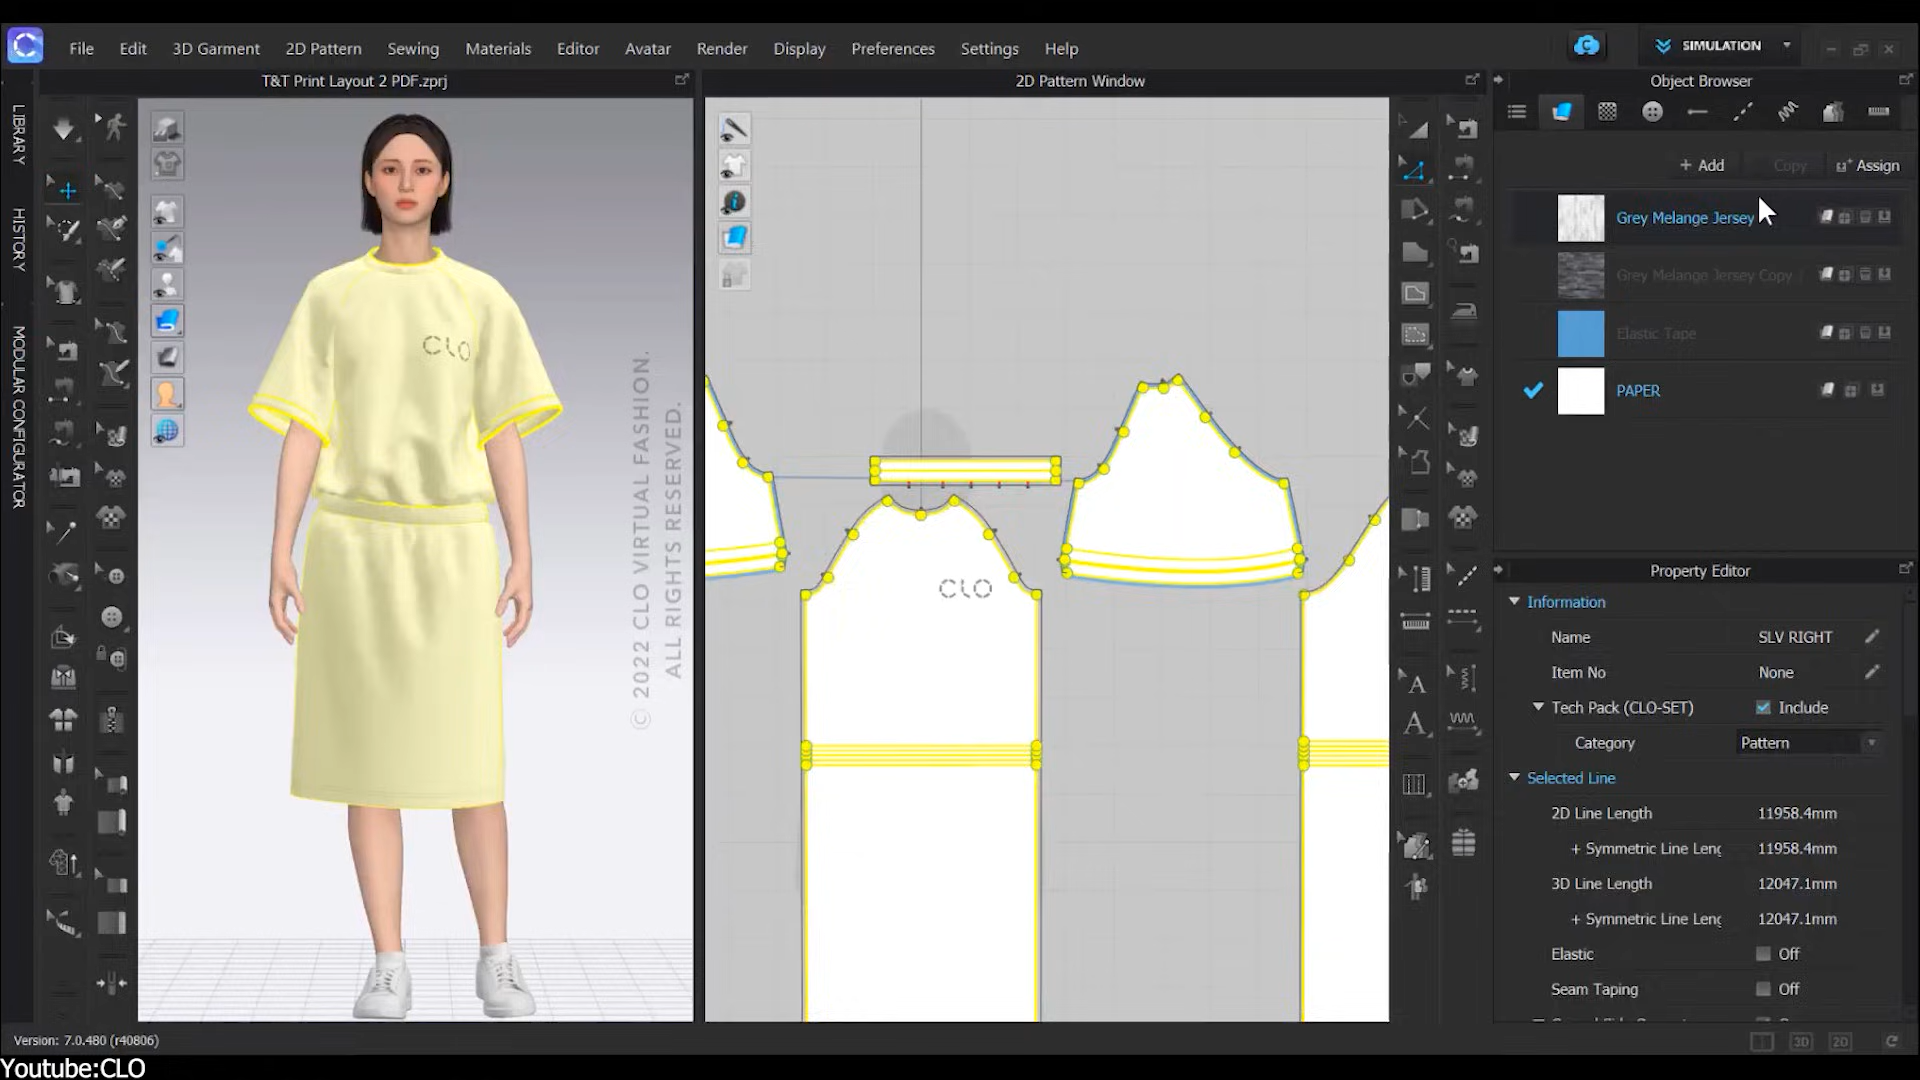 File Edit 3D Garment 2D Pattern Sewing Materials Editor Avatar Render Display Preferences Settings Help
SIMULATION
T&T Print Layout 2 PDF.zprj
2D Pattern Window
Object Browser
LIBRARY
HISTORY
MODULAR CONFIGURATOR
+ Add
Copy
Assign
Grey Melange Jersey
Grey Melange Jersey Copy
Elastic Tape
PAPER
CLO
© 2022 CLO VIRTUAL FASHION.
ALL RIGHTS RESERVED.
CLO
A
A
Property Editor
Information
Name SLV RIGHT
Item No None
Tech Pack (CLO-SET) Include
Category Pattern
Selected Line
2D Line Length 11958.4mm
+ Symmetric Line Leng 11958.4mm
3D Line Length 12047.1mm
+ Symmetric Line Leng 12047.1mm
Elastic Off
Seam Taping Off
Version: 7.0.480 (r40806)
3D 2D
Youtube:CLO